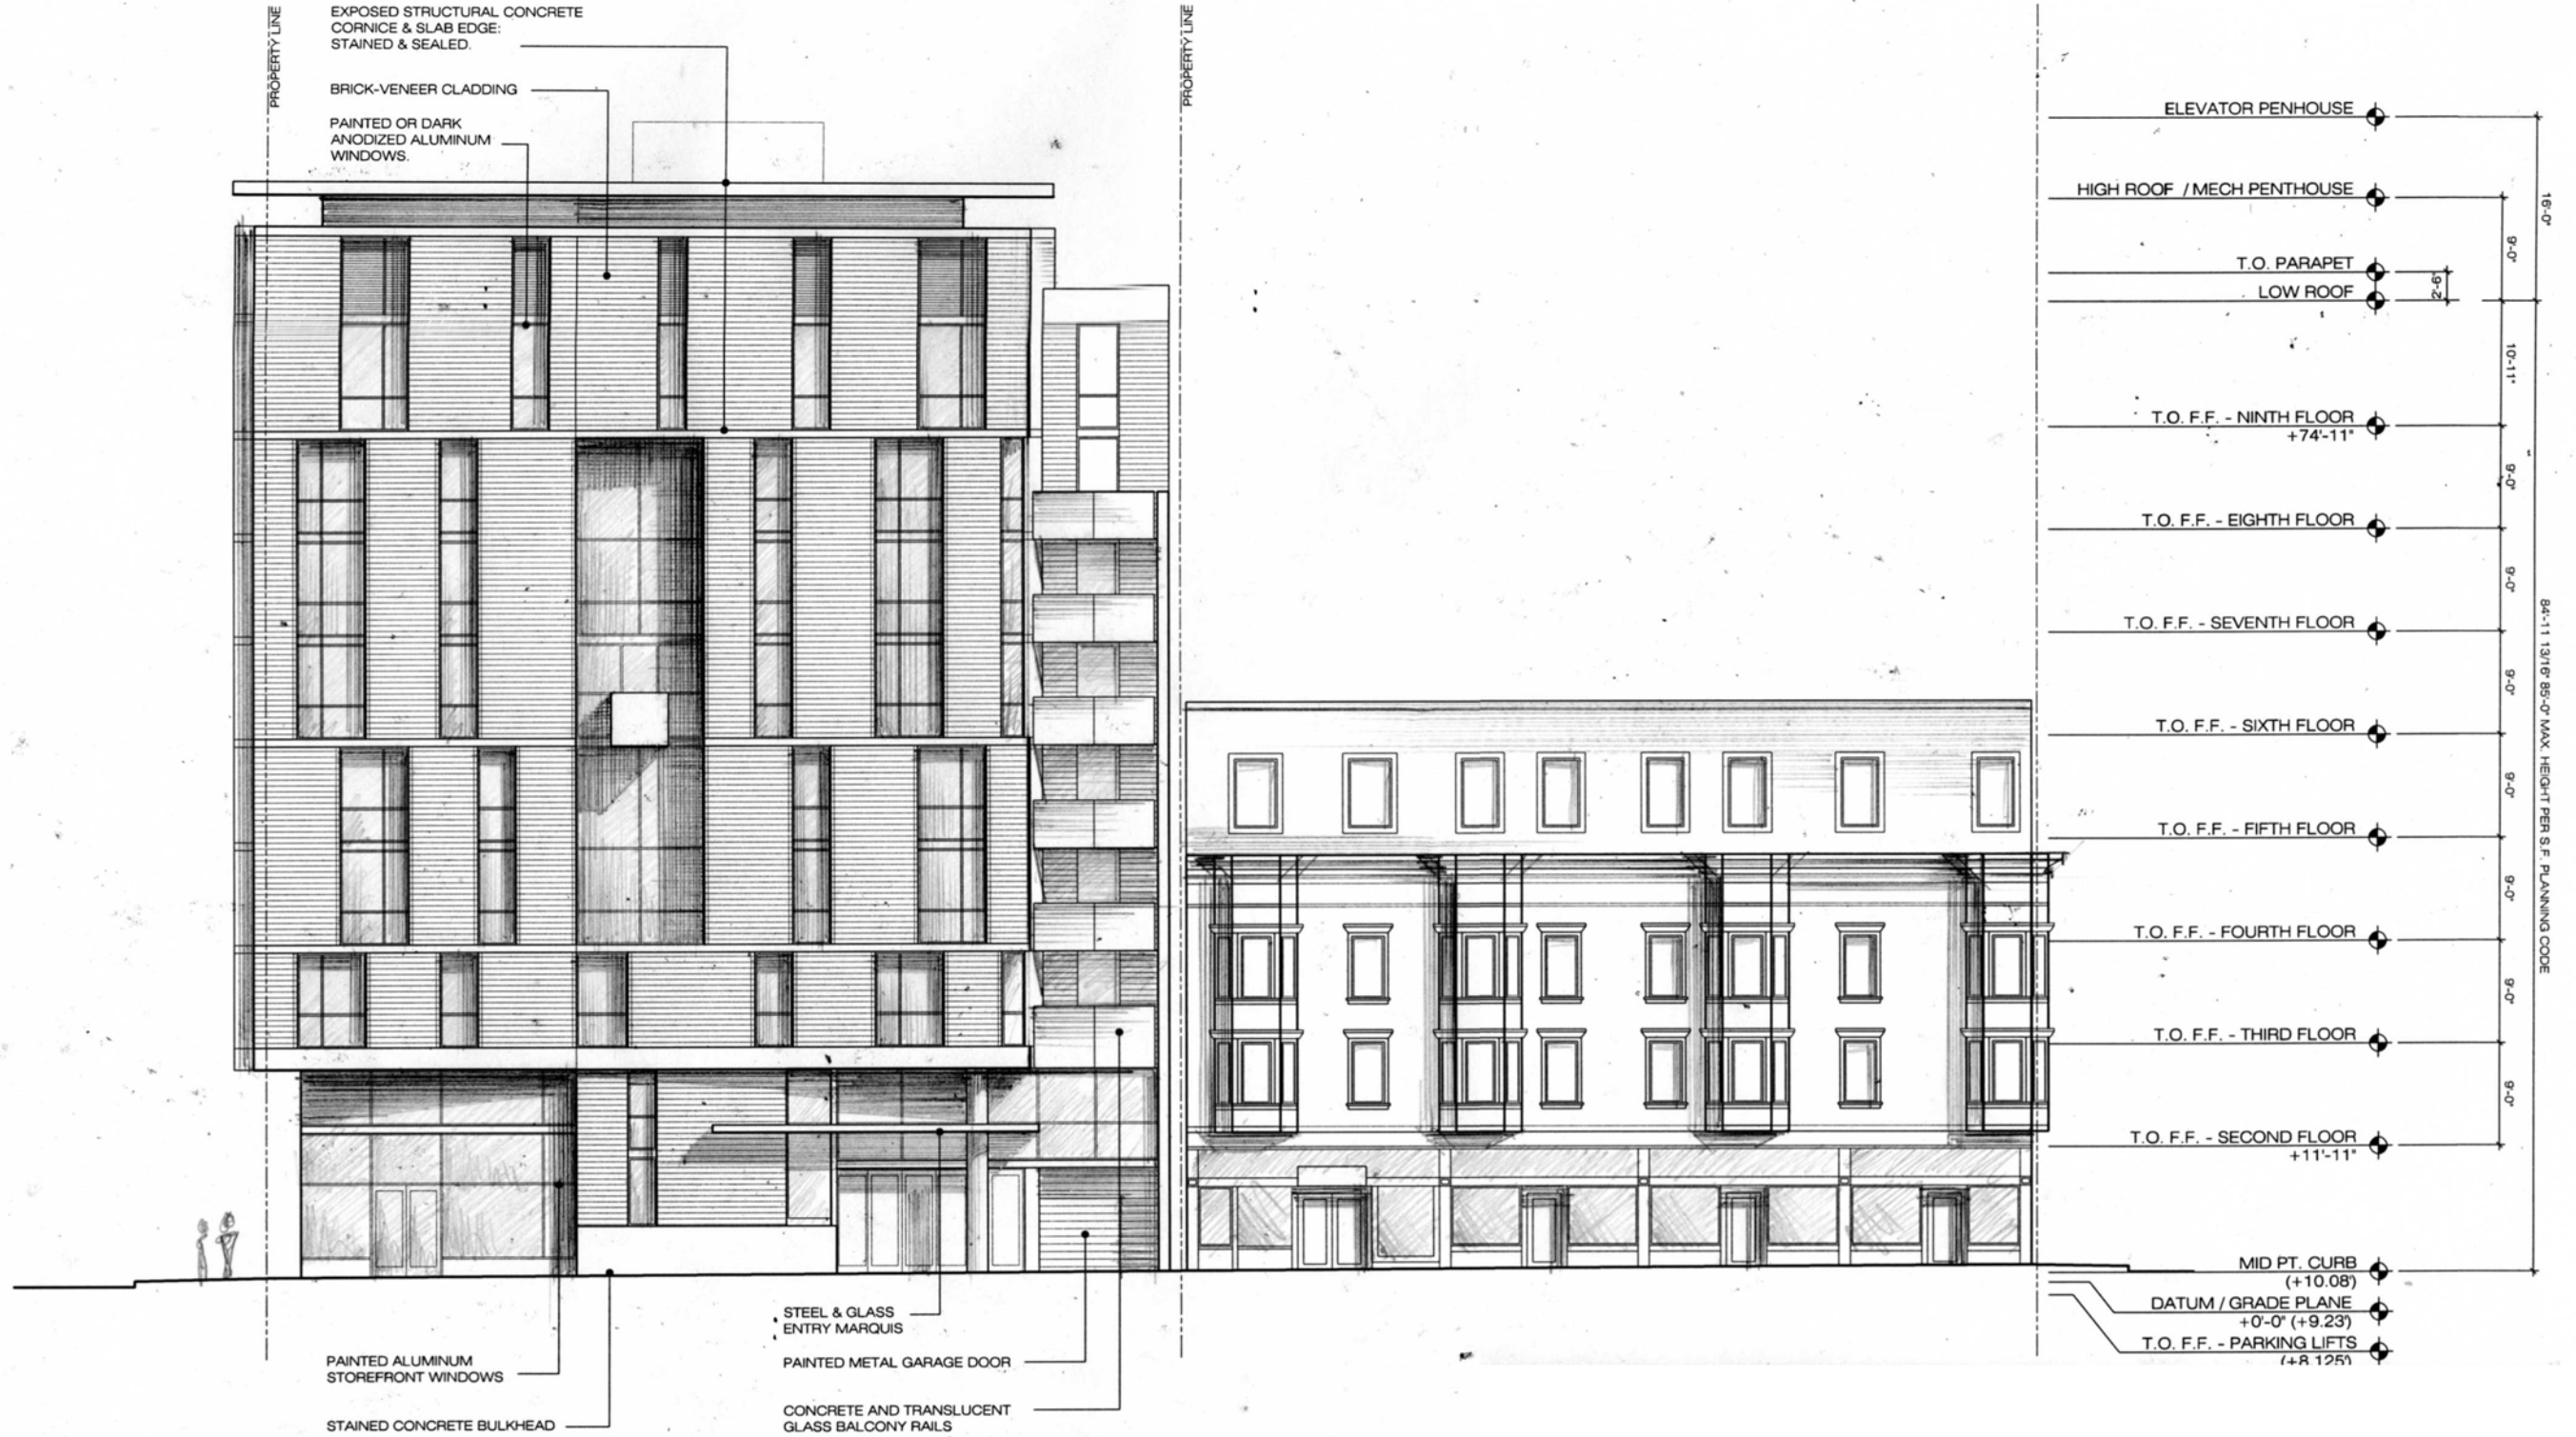 PROPERTY LINE
EXPOSED STRUCTURAL CONCRETE
CORNICE & SLAB EDGE:
STAINED & SEALED.
BRICK-VENEER CLADDING
PAINTED OR DARK
ANODIZED ALUMINUM
WINDOWS.
PROPERTY LINE
ELEVATOR PENHOUSE
HIGH ROOF / MECH PENTHOUSE
T.O. PARAPET
LOW ROOF
T.O. F.F. - NINTH FLOOR
+74'-11"
T.O. F.F. - EIGHTH FLOOR
T.O. F.F. - SEVENTH FLOOR
T.O. F.F. - SIXTH FLOOR
T.O. F.F. - FIFTH FLOOR
T.O. F.F. - FOURTH FLOOR
T.O. F.F. - THIRD FLOOR
T.O. F.F. - SECOND FLOOR
+11'-11"
MID PT. CURB
(+10.08')
DATUM / GRADE PLANE
+0'-0" (+9.23')
T.O. F.F. - PARKING LIFTS
(+8.125')
2'-6"
9'-0"
10'-11"
9'-0"
9'-0"
9'-0"
9'-0"
9'-0"
9'-0"
9'-0"
16'-0"
84'-11 13/16" 85'-0" MAX. HEIGHT PER S.F. PLANNING CODE
PAINTED ALUMINUM
STOREFRONT WINDOWS
STAINED CONCRETE BULKHEAD
STEEL & GLASS
ENTRY MARQUIS
PAINTED METAL GARAGE DOOR
CONCRETE AND TRANSLUCENT
GLASS BALCONY RAILS